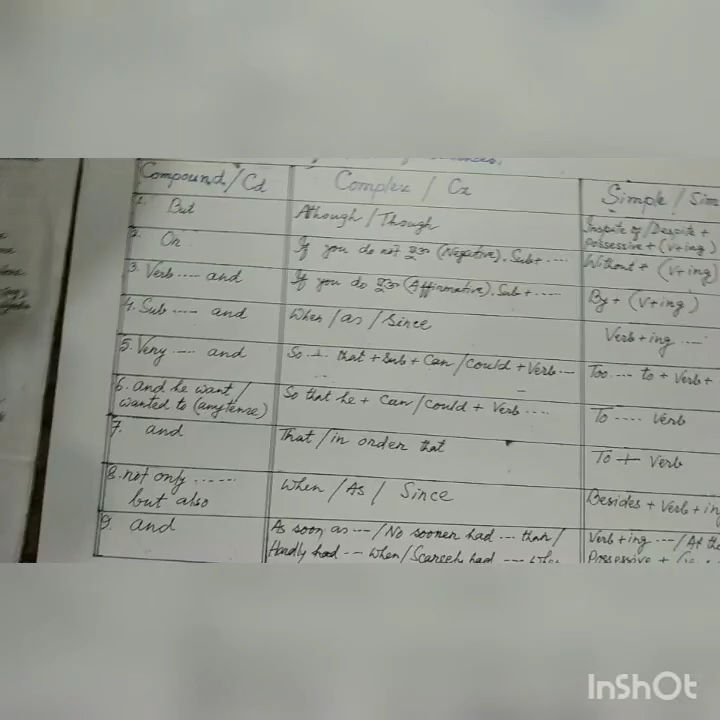 Compound / Cd
Complex / Cx
Simple / Sim
1. But
Athough / Though
Inspite of / Despite +
Possessive + (v+ing)
2. Or
If you do not (Negative), Sub + ....
Without + (v+ing)
3. Verb .... and
If you do (Affirmative), Sub + ....
By + (v+ing)
4. Sub .... and
When / as / Since
Verb + ing ....
5. Very .... and
So ... that + Sub + can / could + Verb ...
Too .... to + Verb +
6. and he want /
wanted to (any tense)
So that he + can / could + Verb ....
To .... Verb
7. and
That / in order that
To + Verb
8. not only ......
but also
When / As / Since
Besides + Verb + in
9. and
As soon as --- / No sooner had --- than /
Hardly had -- when / Scarcely had ---
Verb + ing --- / At the
Possessive +
InShOt